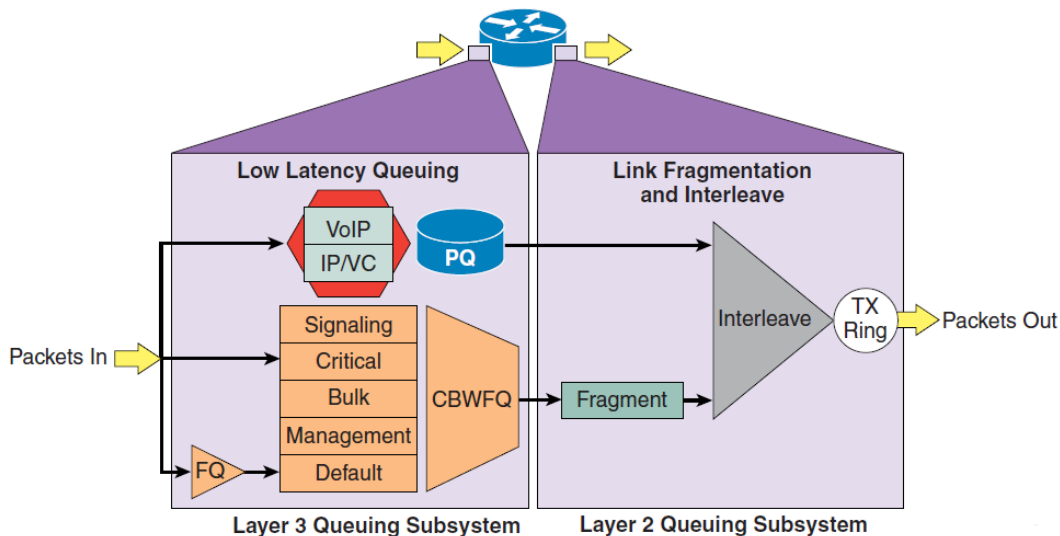 Low Latency Queuing
Link Fragmentation
and Interleave
VoIP
IP/VC
PQ
Signaling
Critical
Bulk
Management
Default
CBWFQ
FQ
Packets In
Fragment
Interleave
TX
Ring
Packets Out
Layer 3 Queuing Subsystem
Layer 2 Queuing Subsystem